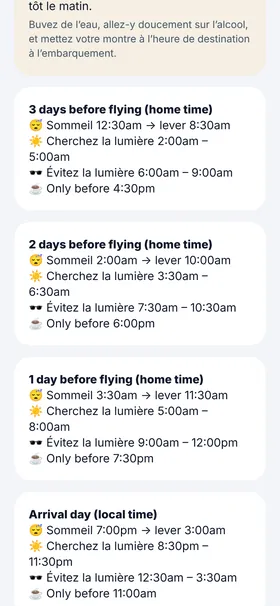 tôt le matin.
Buvez de l’eau, allez-y doucement sur l’alcool,
et mettez votre montre à l’heure de destination
à l’embarquement.
3 days before flying (home time)
😴 Sommeil 12:30am → lever 8:30am
☀️ Cherchez la lumière 2:00am –
5:00am
🕶️ Évitez la lumière 6:00am – 9:00am
☕ Only before 4:30pm
2 days before flying (home time)
😴 Sommeil 2:00am → lever 10:00am
☀️ Cherchez la lumière 3:30am –
6:30am
🕶️ Évitez la lumière 7:30am – 10:30am
☕ Only before 6:00pm
1 day before flying (home time)
😴 Sommeil 3:30am → lever 11:30am
☀️ Cherchez la lumière 5:00am –
8:00am
🕶️ Évitez la lumière 9:00am – 12:00pm
☕ Only before 7:30pm
Arrival day (local time)
😴 Sommeil 7:00pm → lever 3:00am
☀️ Cherchez la lumière 8:30pm –
11:30pm
🕶️ Évitez la lumière 12:30am – 3:30am
☕ Only before 11:00am